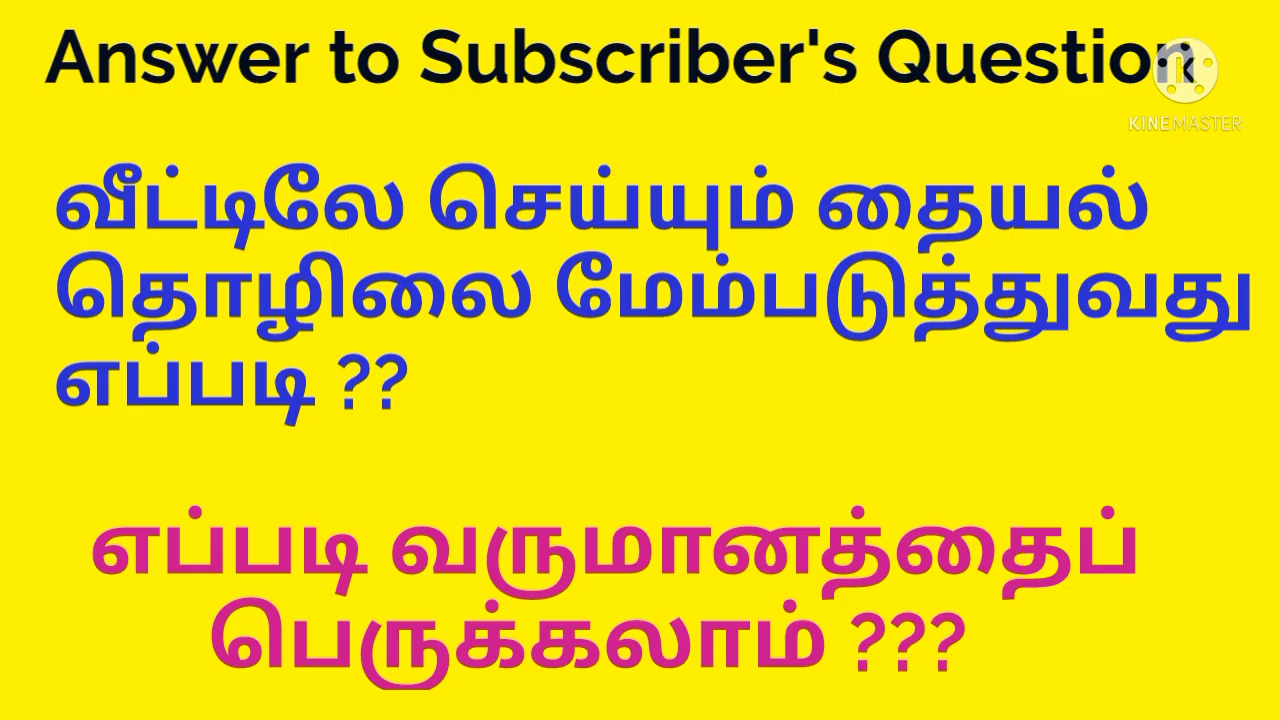 Answer to Subscriber's Question
KINEMASTER
வீட்டிலே செய்யும் தையல்
தொழிலை மேம்படுத்துவது
எப்படி ??
எப்படி வருமானத்தைப்
பெருக்கலாம் ???